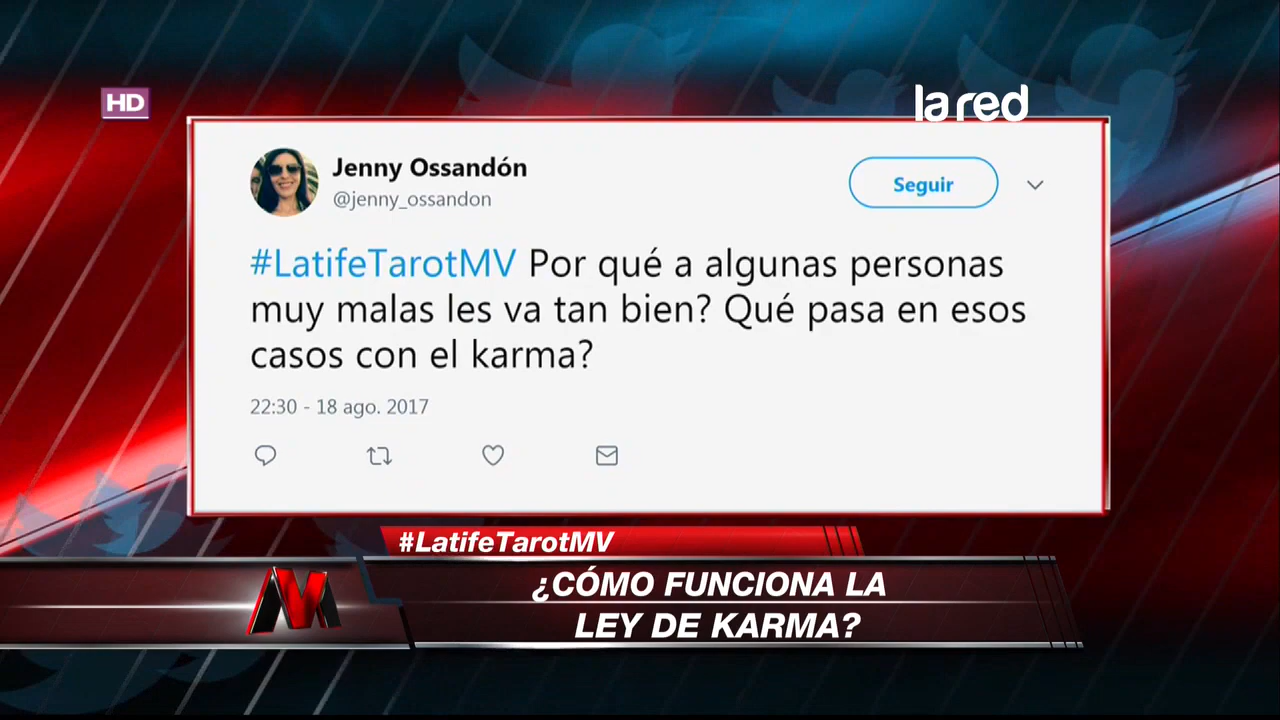 HD
la red
Jenny Ossandón
@jenny_ossandon
Seguir
#LatifeTarotMV Por qué a algunas personas
muy malas les va tan bien? Qué pasa en esos
casos con el karma?
22:30 - 18 ago. 2017
#LatifeTarotMV
¿CÓMO FUNCIONA LA
LEY DE KARMA?